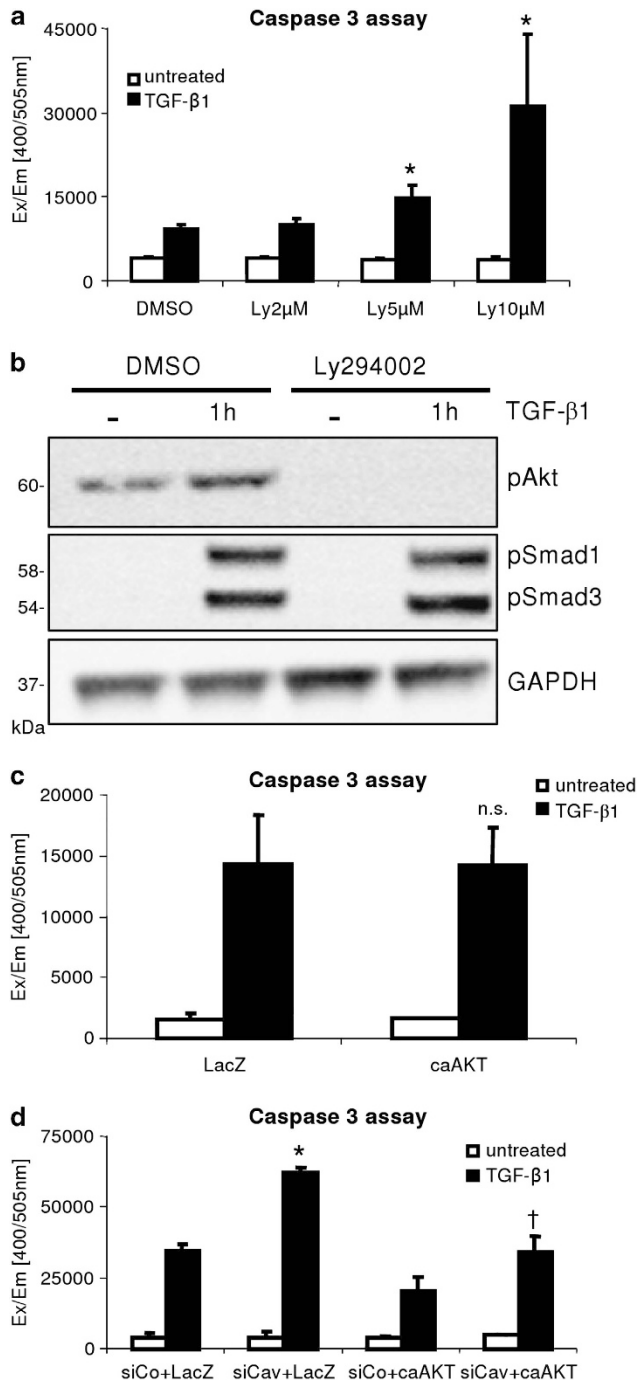 a
Caspase 3 assay
Ex/Em [400/505nm]
45000
30000
15000
0
untreated
TGF-β1
*
*
DMSO Ly2µM Ly5µM Ly10µM
b
DMSO Ly294002
- 1h - 1h TGF-β1
60- pAkt
58- pSmad1
54- pSmad3
37- GAPDH
kDa
c
Caspase 3 assay
Ex/Em [400/505nm]
20000
15000
10000
5000
0
untreated
TGF-β1
n.s.
LacZ caAKT
d
Caspase 3 assay
Ex/Em [400/505nm]
75000
50000
25000
0
untreated
TGF-β1
*
†
siCo+LacZ siCav+LacZ siCo+caAKT siCav+caAKT